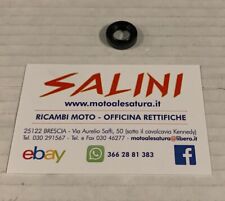 SALINI
www.motoalesatura.it
RICAMBI MOTO - OFFICINA RETTIFICHE
25122 BRESCIA - Via Aurelio Saffi, 50 (sotto il cavalcavia Kennedy)
Tel. 030 291567 - Tel. e Fax 030 46277 - motoalesatura@libero.it
ebay 366 28 81 383 f